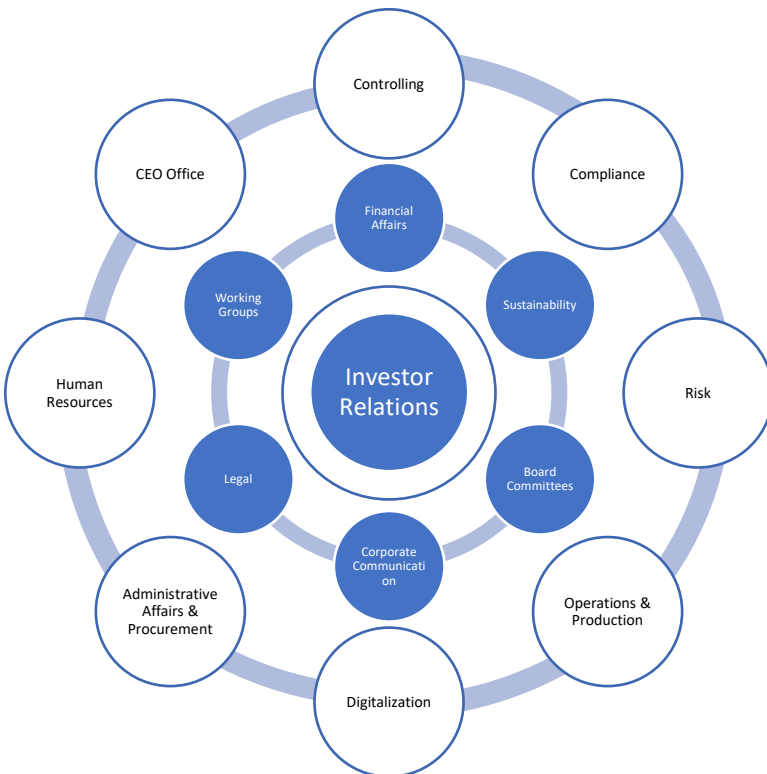 Controlling
CEO Office
Compliance
Financial
Affairs
Working
Groups
Sustainability
Investor
Relations
Human
Resources
Risk
Legal
Board
Committees
Corporate
Communicati
on
Administrative
Affairs &
Procurement
Operations &
Production
Digitalization